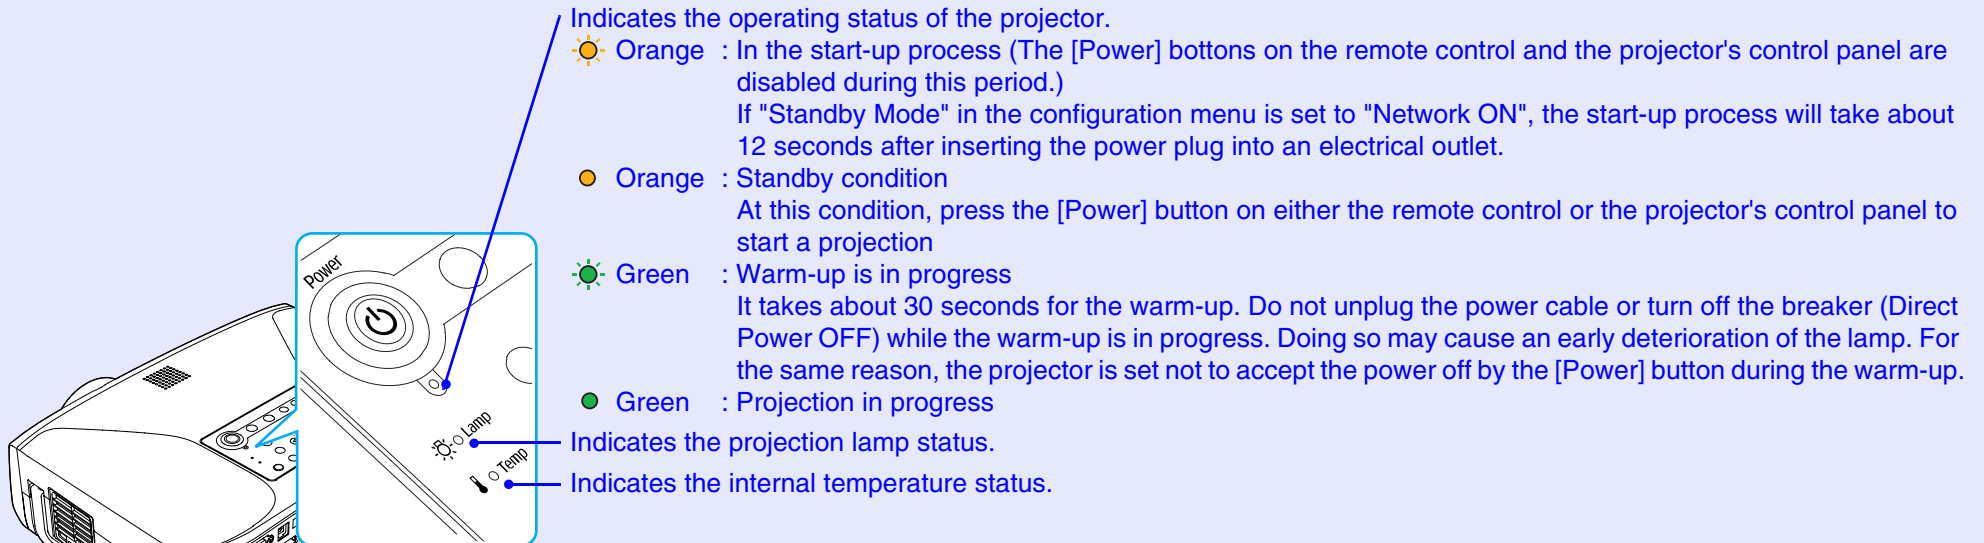 Indicates the operating status of the projector.
Orange : In the start-up process (The [Power] bottons on the remote control and the projector's control panel are
disabled during this period.)
If "Standby Mode" in the configuration menu is set to "Network ON", the start-up process will take about
12 seconds after inserting the power plug into an electrical outlet.
Orange : Standby condition
At this condition, press the [Power] button on either the remote control or the projector's control panel to
start a projection
Green : Warm-up is in progress
It takes about 30 seconds for the warm-up. Do not unplug the power cable or turn off the breaker (Direct
Power OFF) while the warm-up is in progress. Doing so may cause an early deterioration of the lamp. For
the same reason, the projector is set not to accept the power off by the [Power] button during the warm-up.
Green : Projection in progress
Indicates the projection lamp status.
Indicates the internal temperature status.
Power
Lamp
Temp